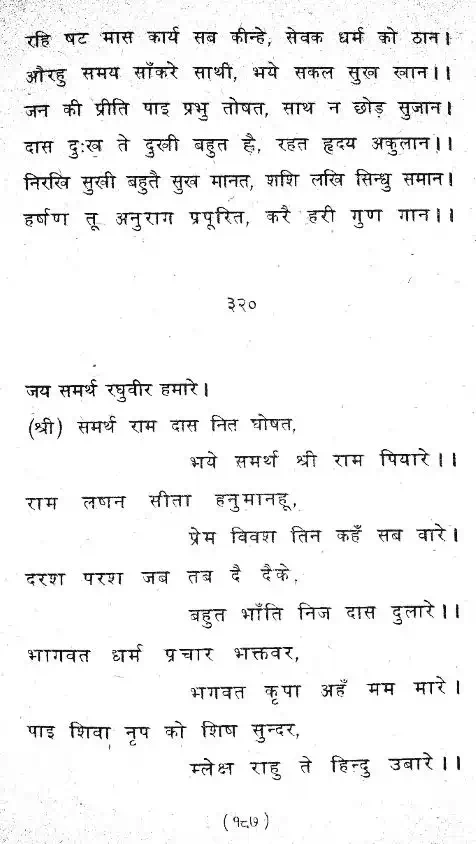 रहि षट मास कार्य सब कीन्हे, सेवक धर्म को ठान।
औरहु समय साँकरे साथी, भये सकल सुख खान।।
जन की प्रीति पाइ प्रभु तोषत, साथ न छोड़ सुजान।
दास दुःख ते दुखी बहुत है, रहत हृदय अकुलान।।
निरखि सुखी बहुतै सुख मानत, शशि लखि सिन्धु समान।
हर्षण तू अनुराग प्रपूरित, करै हरी गुण गान।।
३२०
जय समर्थ रघुवीर हमारे।
(श्री) समर्थ राम दास नित घोषत,
भये समर्थ श्री राम पियारे।।
राम लषन सीता हनुमानहू,
प्रेम विवश तिन कहँ सब वारे।
दरश परश जब तब दै दैके,
बहुत भाँति निज दास दुलारे।।
भागवत धर्म प्रचार भक्तवर,
भगवत कृपा अहँ मम मारे।
पाइ शिवा नृप को शिष सुन्दर,
म्लेक्ष राहु ते हिन्दु उबारे।।
(१८७)